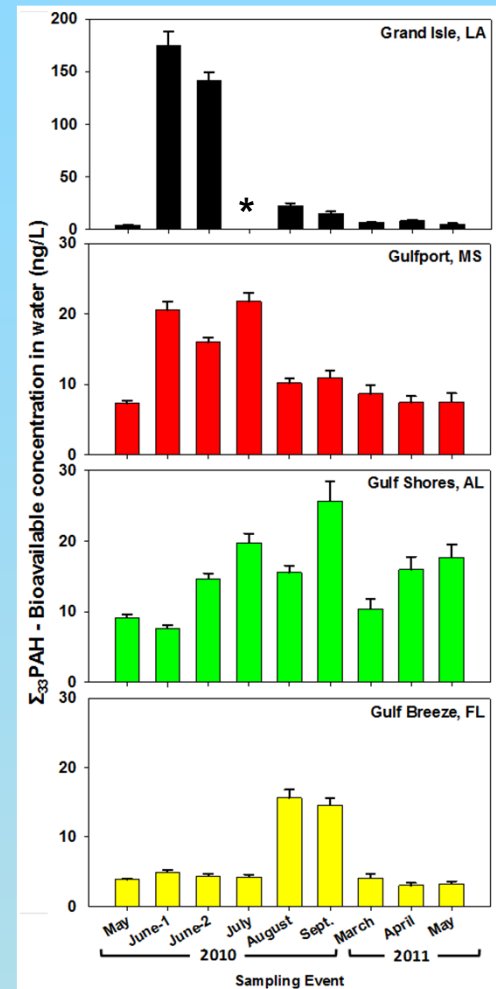 Σ33PAH - Bioavailable concentration in water (ng/L)
Grand Isle, LA
200
150
100
50
0
*
Gulfport, MS
30
20
10
0
Gulf Shores, AL
30
20
10
0
Gulf Breeze, FL
30
20
10
0
May June-1 June-2 July August Sept. March April May
2010 2011
Sampling Event